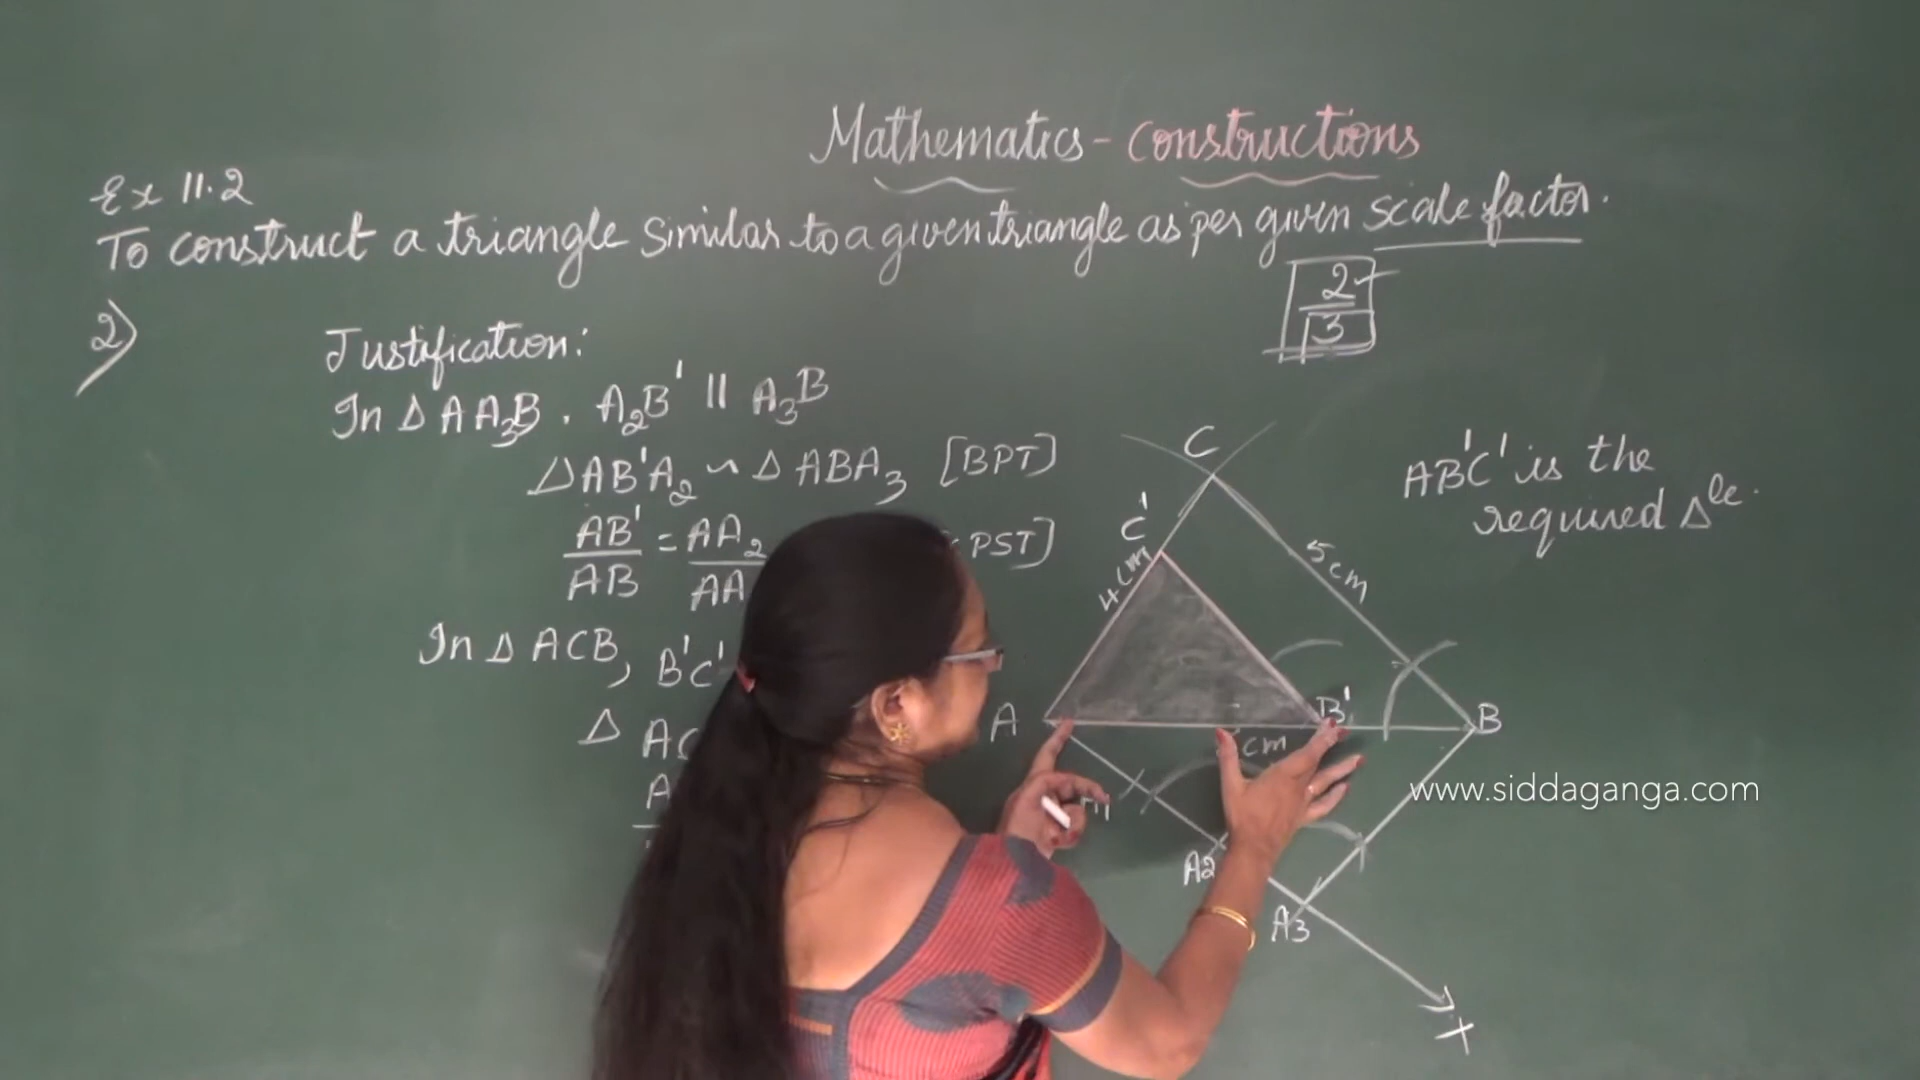 Mathematics - Constructions
Ex 11.2
To construct a triangle similar to a given triangle as per given scale factor.
2
3
2)
Justification:
In Δ AA₃B . A₂B' || A₃B
Δ AB'A₂ ~ Δ ABA₃ [BPT]
AB' = AA₂ PST]
AB AA
In Δ ACB, B'C'
Δ AC
A
C
C'
4cm
5cm
A
B'
B
cm
A2
A3
X
AB'C' is the
required Δle.
www.siddaganga.com